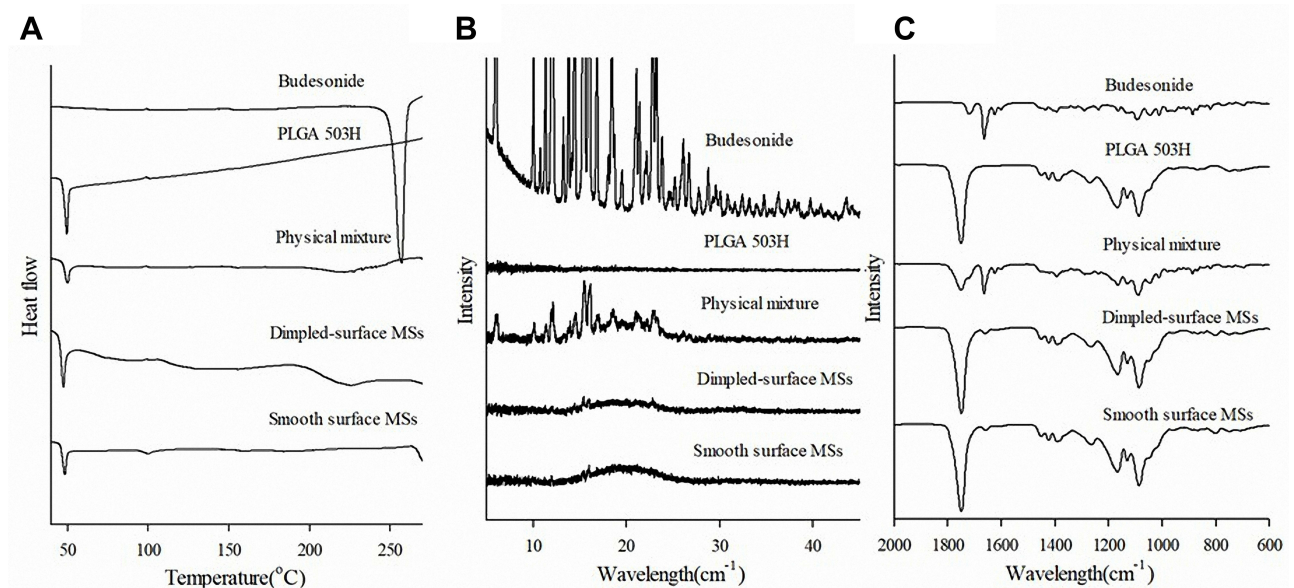 A
Budesonide
PLGA 503H
Physical mixture
Dimpled-surface MSs
Smooth surface MSs
Heat flow
50 100 150 200 250
Temperature(°C)
B
Budesonide
PLGA 503H
Physical mixture
Dimpled-surface MSs
Smooth surface MSs
Intensity
10 20 30 40
Wavelength(cm⁻¹)
C
Budesonide
PLGA 503H
Physical mixture
Dimpled-surface MSs
Smooth surface MSs
Intensity
2000 1800 1600 1400 1200 1000 800 600
Wavelength(cm⁻¹)